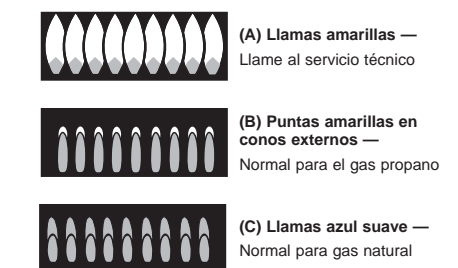 (A) Llamas amarillas —
Llame al servicio técnico
(B) Puntas amarillas en
conos externos —
Normal para el gas propano
(C) Llamas azul suave —
Normal para gas natural